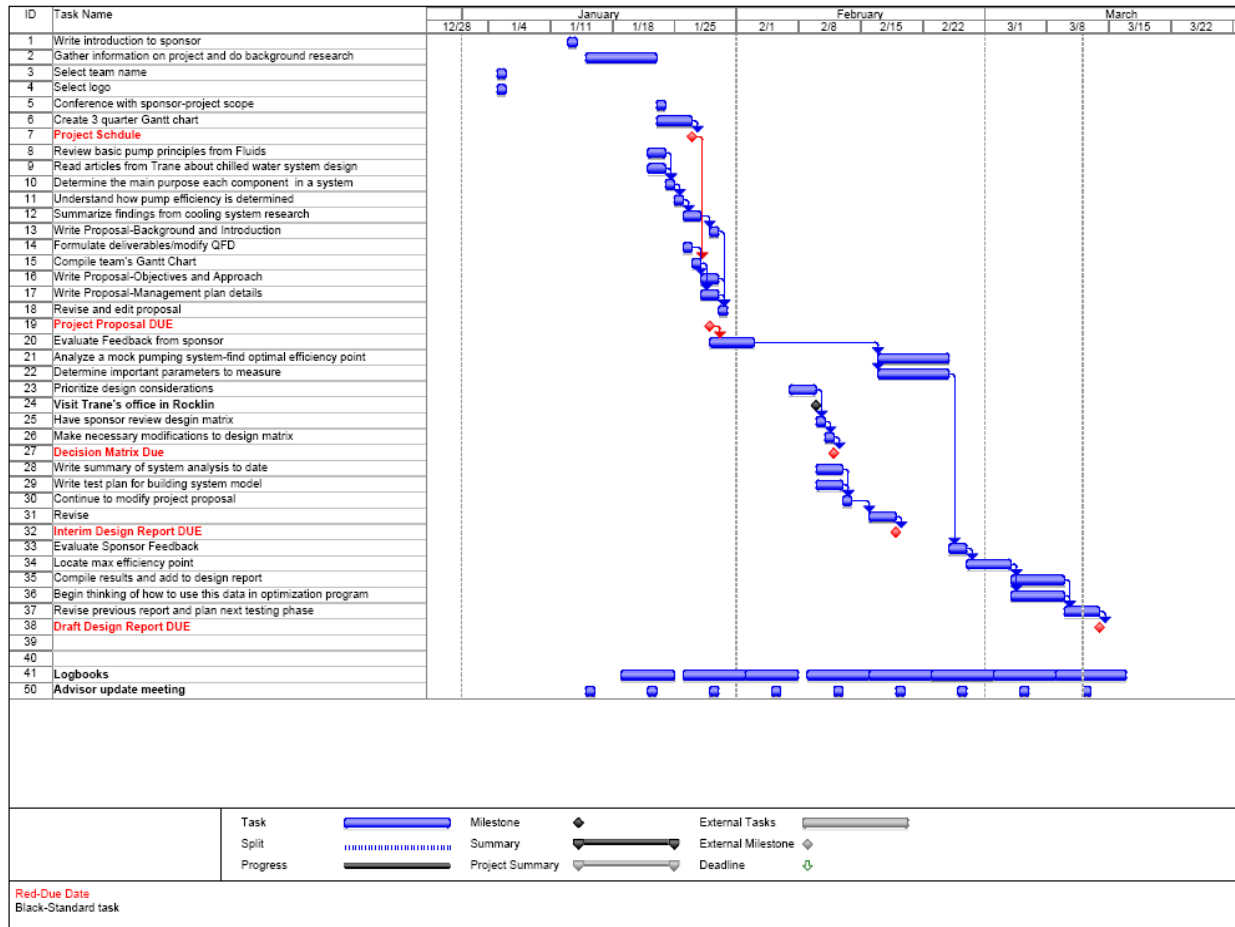 ID Task Name January February March
12/28 1/4 1/11 1/18 1/25 2/1 2/8 2/15 2/22 3/1 3/8 3/15 3/22
1 Write introduction to sponsor
2 Gather information on project and do background research
3 Select team name
4 Select logo
5 Conference with sponsor-project scope
6 Create 3 quarter Gantt chart
7 Project Schdule
8 Review basic pump principles from Fluids
9 Read articles from Trane about chilled water system design
10 Determine the main purpose each component in a system
11 Understand how pump efficiency is determined
12 Summarize findings from cooling system research
13 Write Proposal-Background and Introduction
14 Formulate deliverables/modify QFD
15 Compile team's Gantt Chart
16 Write Proposal-Objectives and Approach
17 Write Proposal-Management plan details
18 Revise and edit proposal
19 Project Proposal DUE
20 Evaluate Feedback from sponsor
21 Analyze a mock pumping system-find optimal efficiency point
22 Determine important parameters to measure
23 Prioritize design considerations
24 Visit Trane's office in Rocklin
25 Have sponsor review desgin matrix
26 Make necessary modifications to design matrix
27 Decision Matrix Due
28 Write summary of system analysis to date
29 Write test plan for building system model
30 Continue to modify project proposal
31 Revise
32 Interim Design Report DUE
33 Evaluate Sponsor Feedback
34 Locate max efficiency point
35 Compile results and add to design report
36 Begin thinking of how to use this data in optimization program
37 Revise previous report and plan next testing phase
38 Draft Design Report DUE
39
40
41 Logbooks
50 Advisor update meeting
Task Milestone External Tasks
Split Summary External Milestone
Progress Project Summary Deadline
Red-Due Date
Black-Standard task